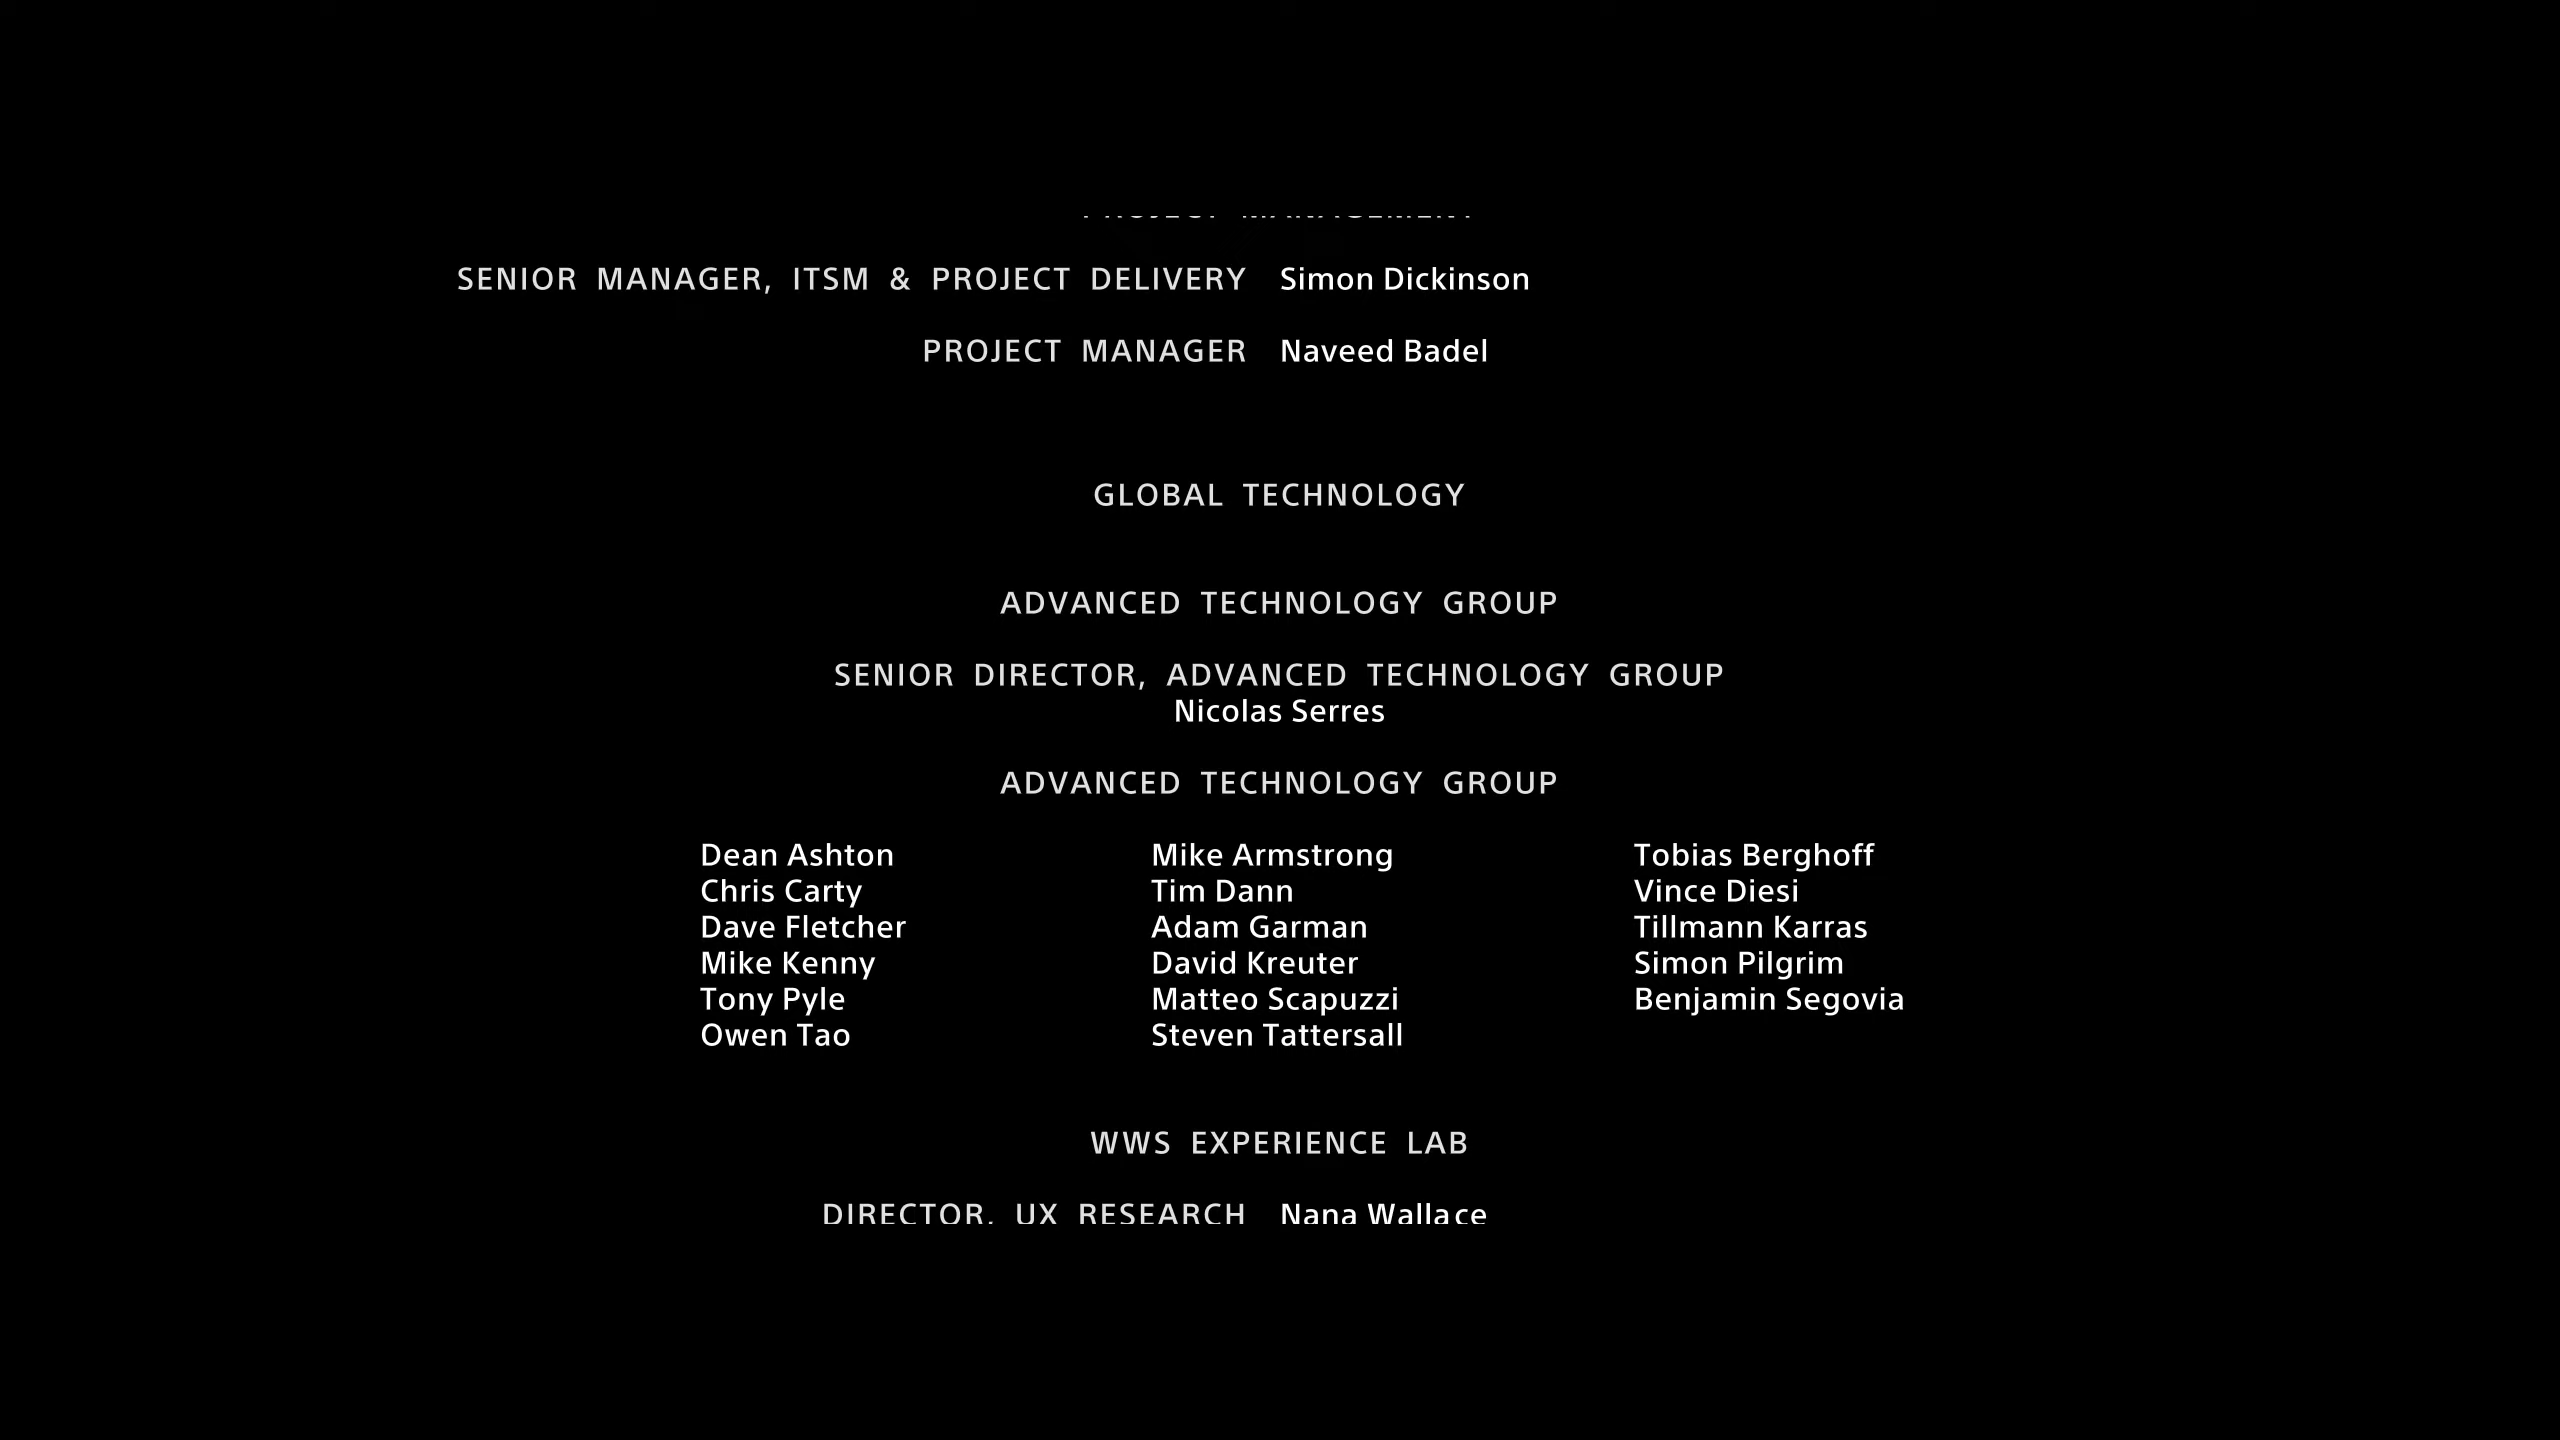 PROJECT MANAGEMENT
SENIOR MANAGER, ITSM & PROJECT DELIVERY Simon Dickinson
PROJECT MANAGER Naveed Badel
GLOBAL TECHNOLOGY
ADVANCED TECHNOLOGY GROUP
SENIOR DIRECTOR, ADVANCED TECHNOLOGY GROUP
Nicolas Serres
ADVANCED TECHNOLOGY GROUP
Dean Ashton Mike Armstrong Tobias Berghoff
Chris Carty Tim Dann Vince Diesi
Dave Fletcher Adam Garman Tillmann Karras
Mike Kenny David Kreuter Simon Pilgrim
Tony Pyle Matteo Scapuzzi Benjamin Segovia
Owen Tao Steven Tattersall
WWS EXPERIENCE LAB
DIRECTOR, UX RESEARCH Nana Wallace